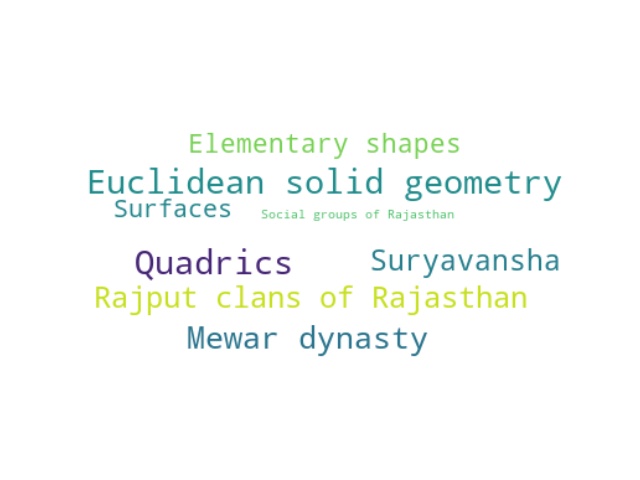 Elementary shapes
Euclidean solid geometry
Surfaces
Social groups of Rajasthan
Quadrics
Suryavansha
Rajput clans of Rajasthan
Mewar dynasty